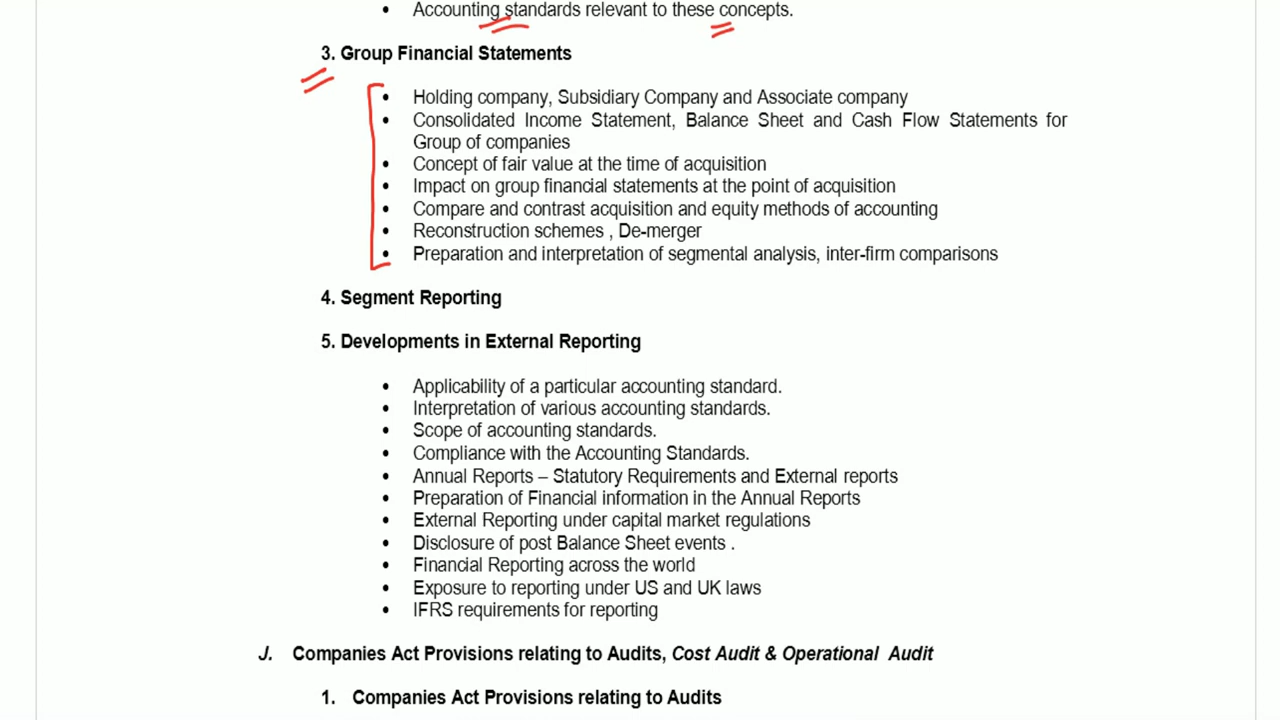 • Accounting standards relevant to these concepts.
3. Group Financial Statements
• Holding company, Subsidiary Company and Associate company
• Consolidated Income Statement, Balance Sheet and Cash Flow Statements for
Group of companies
• Concept of fair value at the time of acquisition
• Impact on group financial statements at the point of acquisition
• Compare and contrast acquisition and equity methods of accounting
• Reconstruction schemes , De-merger
• Preparation and interpretation of segmental analysis, inter-firm comparisons
4. Segment Reporting
5. Developments in External Reporting
• Applicability of a particular accounting standard.
• Interpretation of various accounting standards.
• Scope of accounting standards.
• Compliance with the Accounting Standards.
• Annual Reports – Statutory Requirements and External reports
• Preparation of Financial information in the Annual Reports
• External Reporting under capital market regulations
• Disclosure of post Balance Sheet events .
• Financial Reporting across the world
• Exposure to reporting under US and UK laws
• IFRS requirements for reporting
J. Companies Act Provisions relating to Audits, Cost Audit & Operational Audit
1. Companies Act Provisions relating to Audits